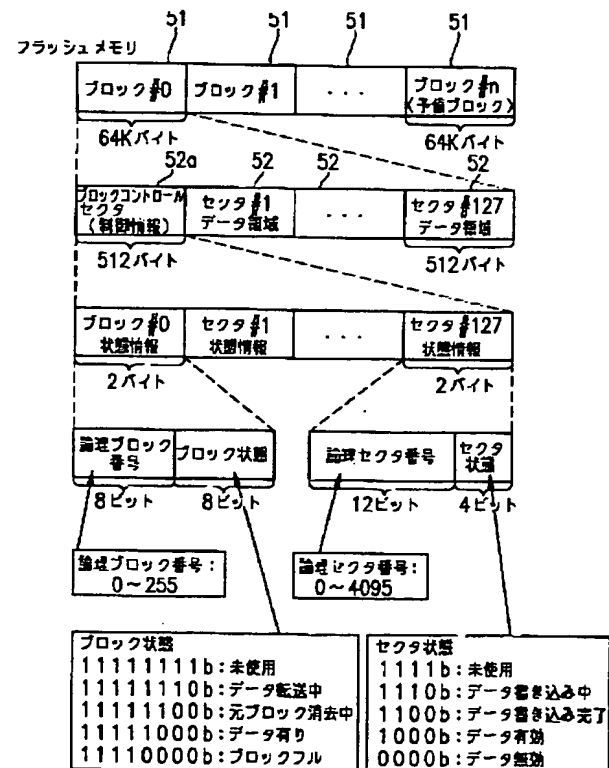 51
51
51
51
フラッシュメモリ
ブロック#0
ブロック#1
・・・
ブロック#n
(予備ブロック)
64Kバイト
64Kバイト
52a
52
52
52
ブロックコントロール
セクタ
(制御情報)
セクタ#1
データ領域
・・・
セクタ#127
データ領域
512バイト
512バイト
ブロック#0
状態情報
セクタ#1
状態情報
・・・
セクタ#127
状態情報
2バイト
2バイト
論理ブロック
番号
ブロック状態
論理セクタ番号
セクタ
状態
8ビット
8ビット
12ビット
4ビット
論理ブロック番号:
0~255
論理セクタ番号:
0~4095
ブロック状態
11111111b:未使用
11111110b:データ転送中
11111100b:元ブロック消去中
11111000b:データ有り
11110000b:ブロックフル
セクタ状態
1111b:未使用
1110b:データ書き込み中
1100b:データ書き込み完了
1000b:データ有効
0000b:データ無効